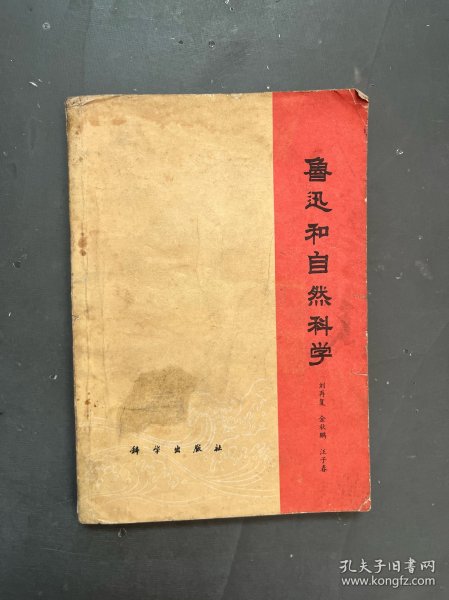 鲁迅和自然科学
刘再复 金秋鹏 汪子春
科学出版社
孔夫子旧书网
www.kongfz.com